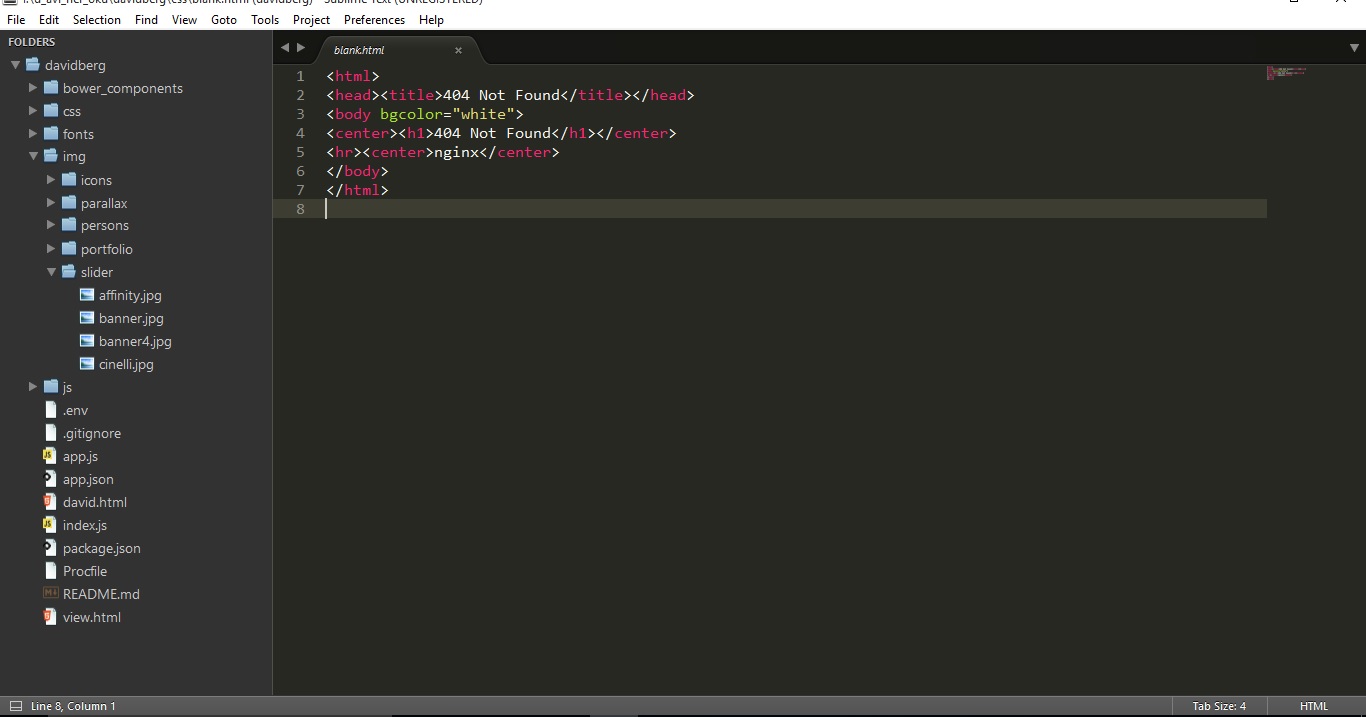 File Edit Selection Find View Goto Tools Project Preferences Help
FOLDERS
davidberg
bower_components
css
fonts
img
icons
parallax
persons
portfolio
slider
affinity.jpg
banner.jpg
banner4.jpg
cinelli.jpg
js
.env
.gitignore
app.js
app.json
david.html
index.js
package.json
Procfile
README.md
view.html
blank.html
1 <html>
2 <head><title>404 Not Found</title></head>
3 <body bgcolor="white">
4 <center><h1>404 Not Found</h1></center>
5 <hr><center>nginx</center>
6 </body>
7 </html>
8
Line 8, Column 1
Tab Size: 4
HTML